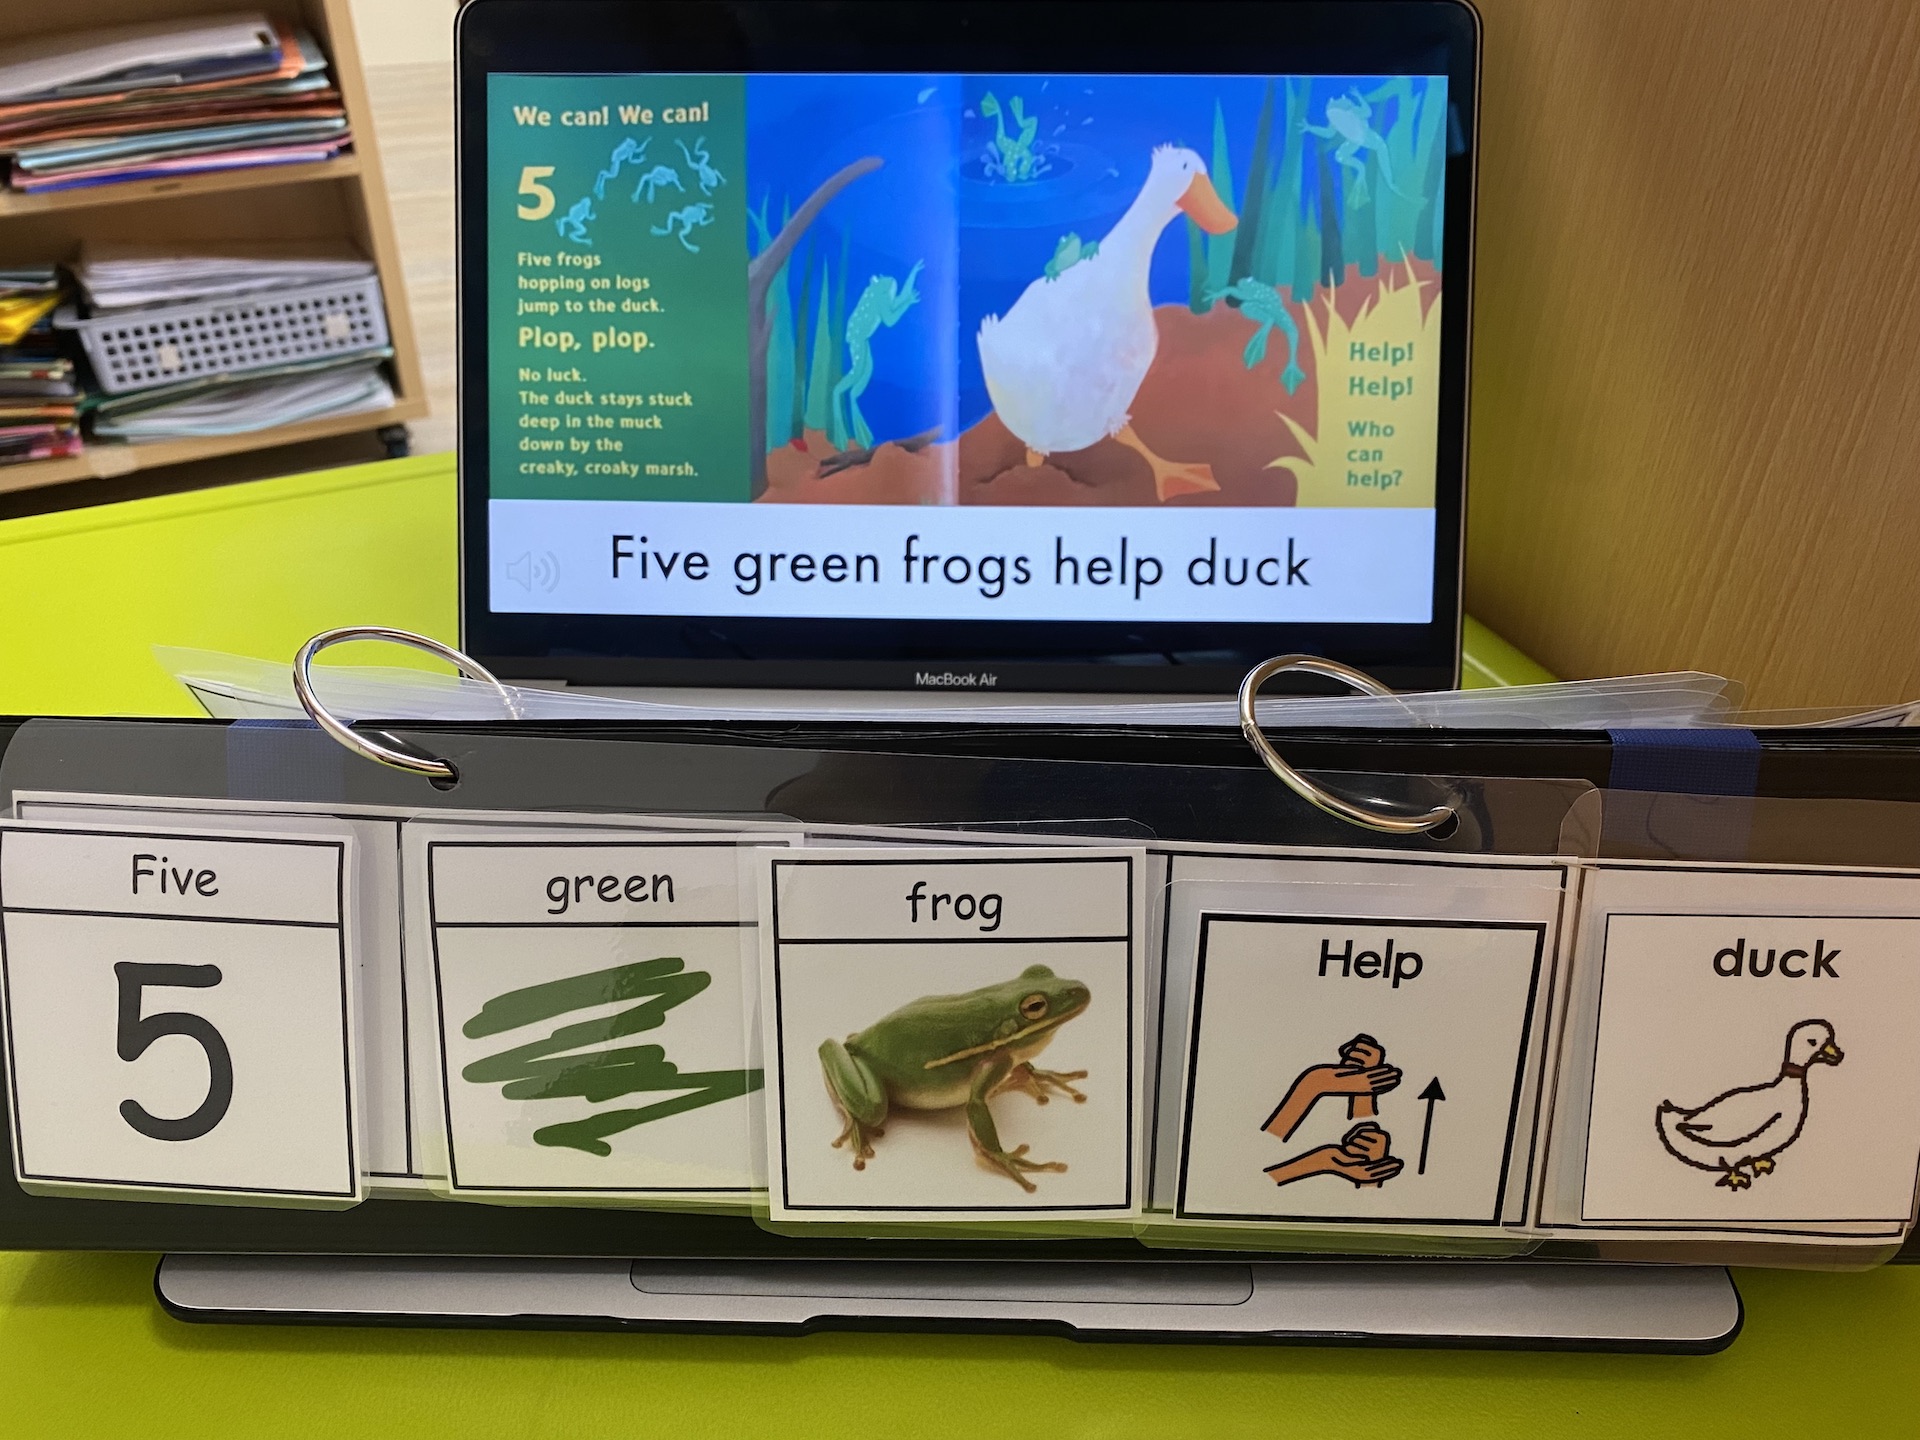 We can! We can!
5
Five frogs
hopping on logs
jump to the duck.
Plop, plop.
No luck.
The duck stays stuck
deep in the muck
down by the
creaky, croaky marsh.
Help!
Help!
Who
can
help?
Five green frogs help duck
MacBook Air
Five
5
green
frog
Help
duck